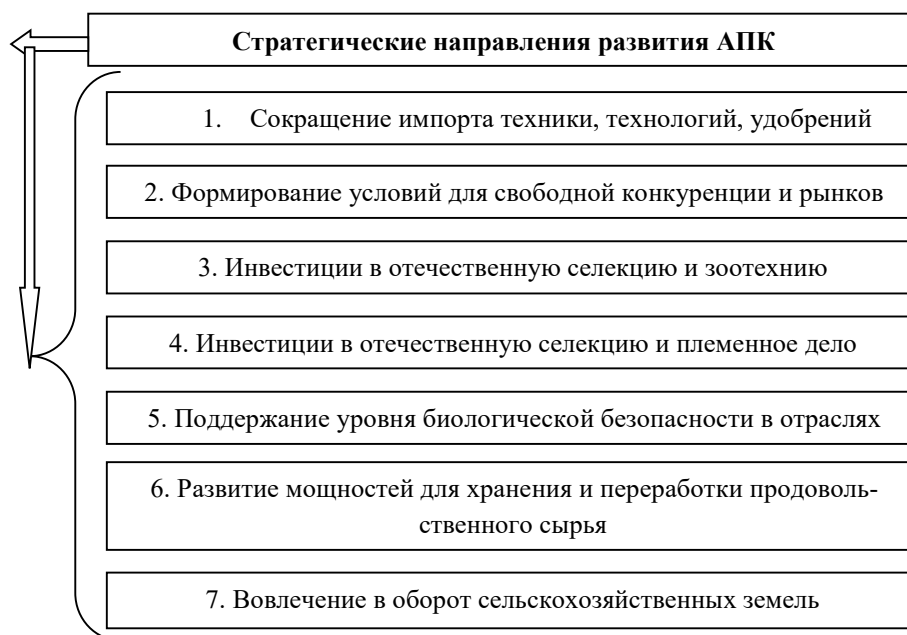 Стратегические направления развития АПК
1. Сокращение импорта техники, технологий, удобрений
2. Формирование условий для свободной конкуренции и рынков
3. Инвестиции в отечественную селекцию и зоотехнию
4. Инвестиции в отечественную селекцию и племенное дело
5. Поддержание уровня биологической безопасности в отраслях
6. Развитие мощностей для хранения и переработки продоволь-
ственного сырья
7. Вовлечение в оборот сельскохозяйственных земель